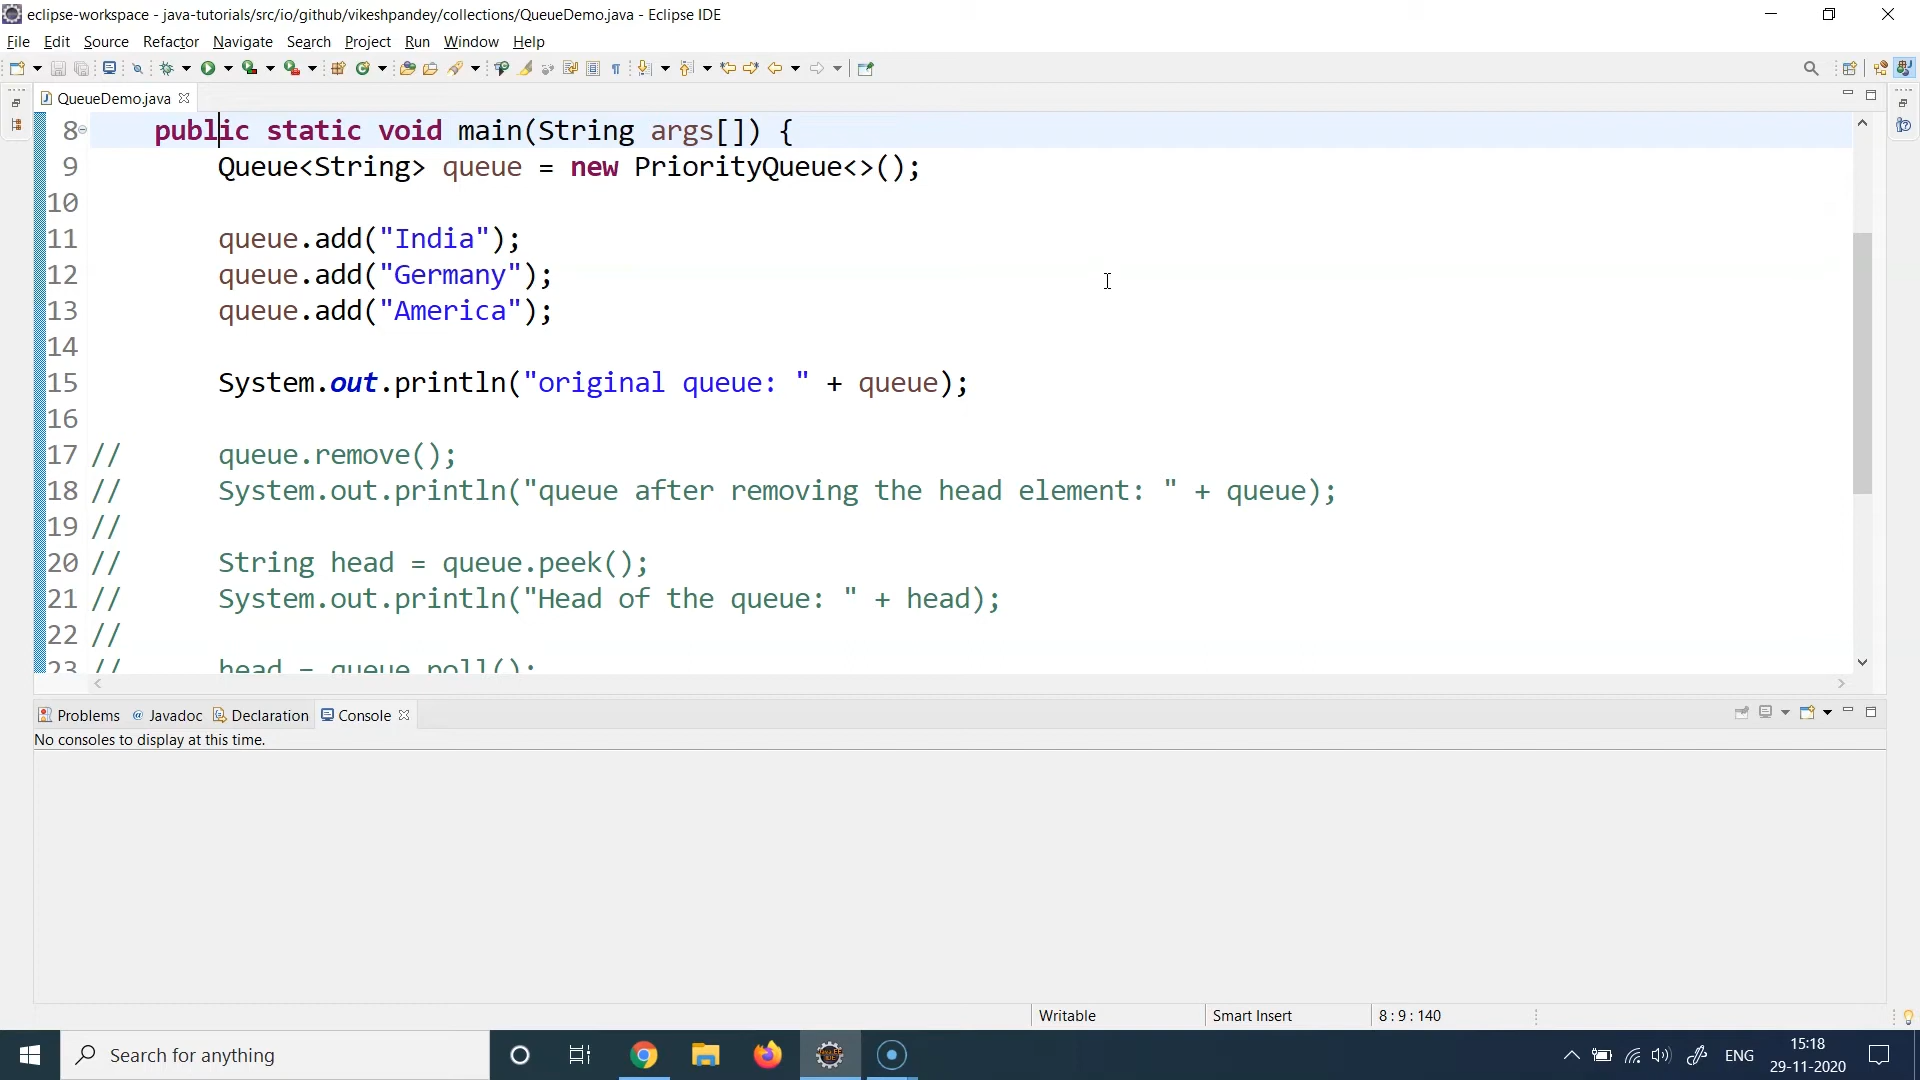 eclipse-workspace - java-tutorials/src/io/github/vikeshpandey/collections/QueueDemo.java - Eclipse IDE
File Edit Source Refactor Navigate Search Project Run Window Help
QueueDemo.java
8 public static void main(String args[]) {
9 Queue<String> queue = new PriorityQueue<>();
10
11 queue.add("India");
12 queue.add("Germany");
13 queue.add("America");
14
15 System.out.println("original queue: " + queue);
16
17 // queue.remove();
18 // System.out.println("queue after removing the head element: " + queue);
19 //
20 // String head = queue.peek();
21 // System.out.println("Head of the queue: " + head);
22 //
23 // head = queue.poll();
Problems @ Javadoc Declaration Console
No consoles to display at this time.
Writable Smart Insert 8 : 9 : 140
Search for anything
ENG
15:18
29-11-2020